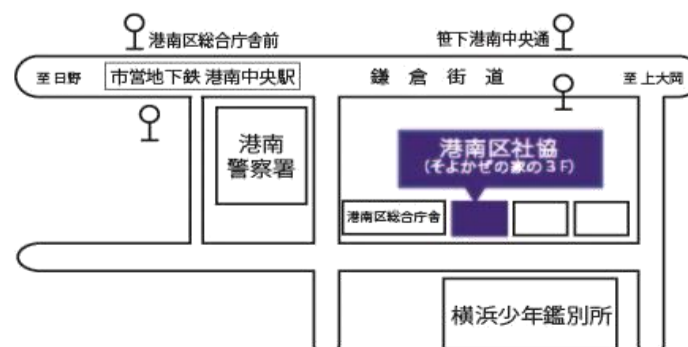 港南区総合庁舎前
笹下港南中央通
至日野
市営地下鉄 港南中央駅
鎌倉街道
至上大岡
港南
警察署
港南区社協
(そよかぜの家の3F)
港南区総合庁舎
横浜少年鑑別所